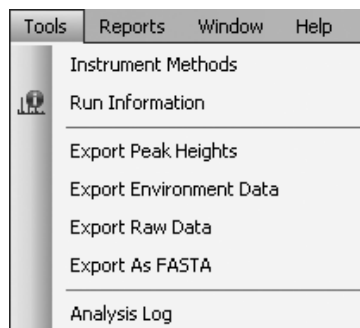 Tools Reports Window Help
Instrument Methods
Run Information
Export Peak Heights
Export Environment Data
Export Raw Data
Export As FASTA
Analysis Log